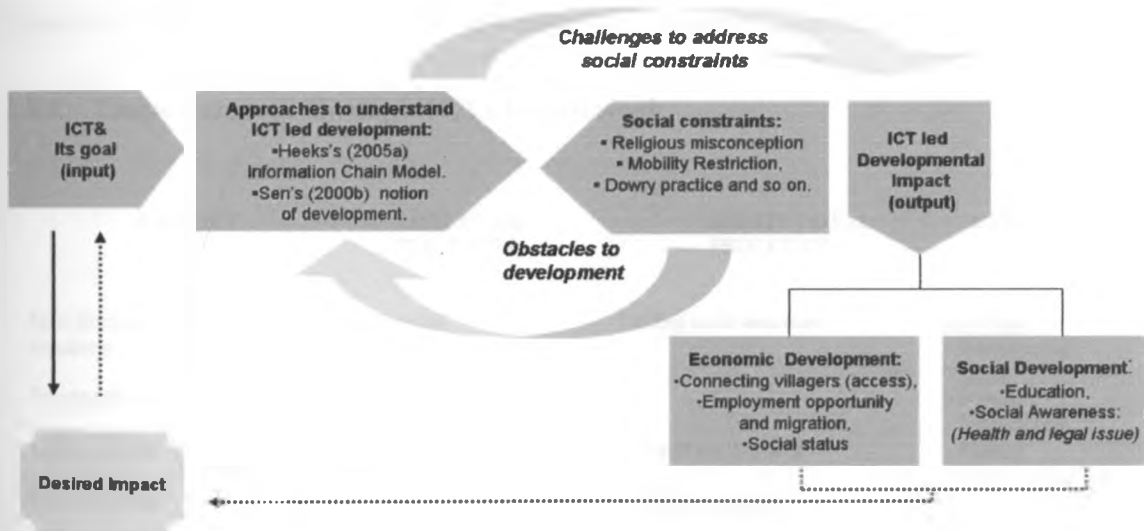 Challenges to address
social constraints
ICT&
Its goal
(input)
Approaches to understand
ICT led development:
▪Heeks's (2005a)
Information Chain Model.
▪Sen's (2000b) notion
of development.
Social constraints:
▪ Religious misconception
▪ Mobility Restriction,
▪ Dowry practice and so on.
ICT led
Developmental
Impact
(output)
Obstacles to
development
Economic Development:
•Connecting villagers (access),
•Employment opportunity
and migration,
•Social status
Social Development:
•Education,
•Social Awareness:
(Health and legal issue)
Desired Impact